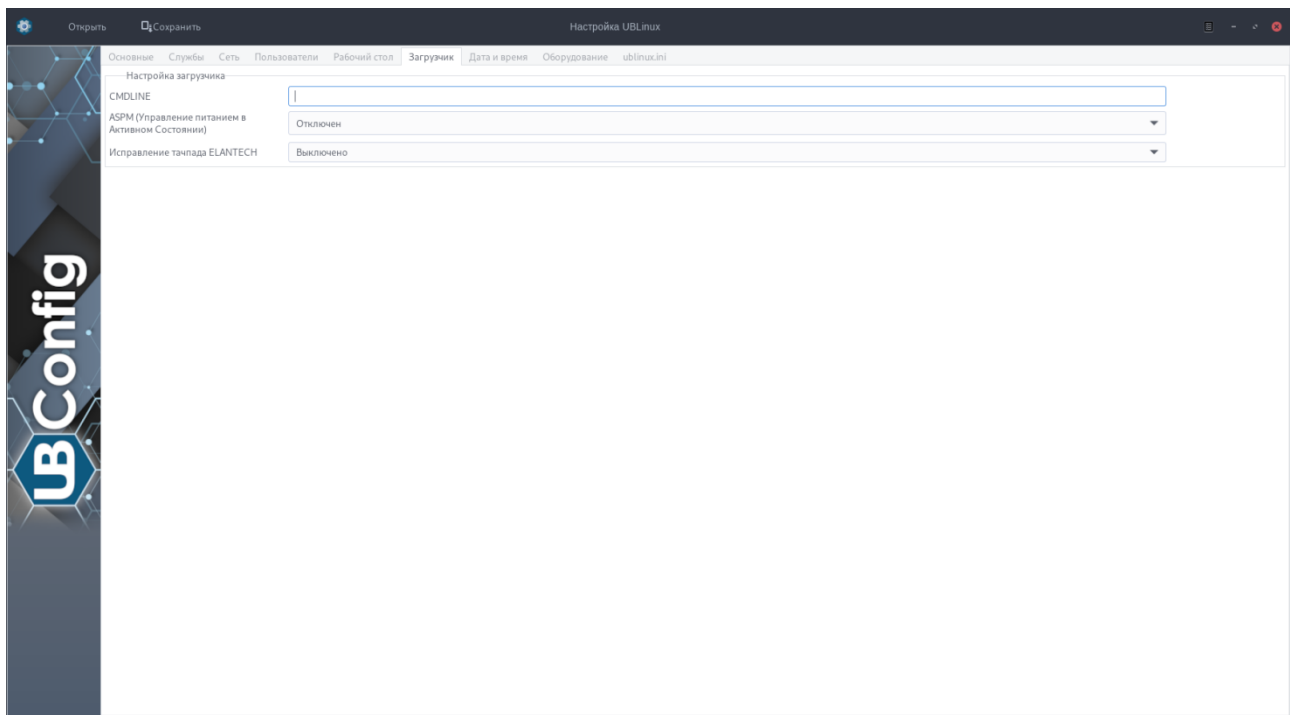 Открыть Сохранить Настройка UBLinux
Основные Службы Сеть Пользователи Рабочий стол Загрузчик Дата и время Оборудование ublinux.ini
Настройка загрузчика
CMDLINE
ASPM (Управление питанием в
Активном Состоянии)
Отключен
Исправление тачпада ELANTECH
Выключено
UBConfig